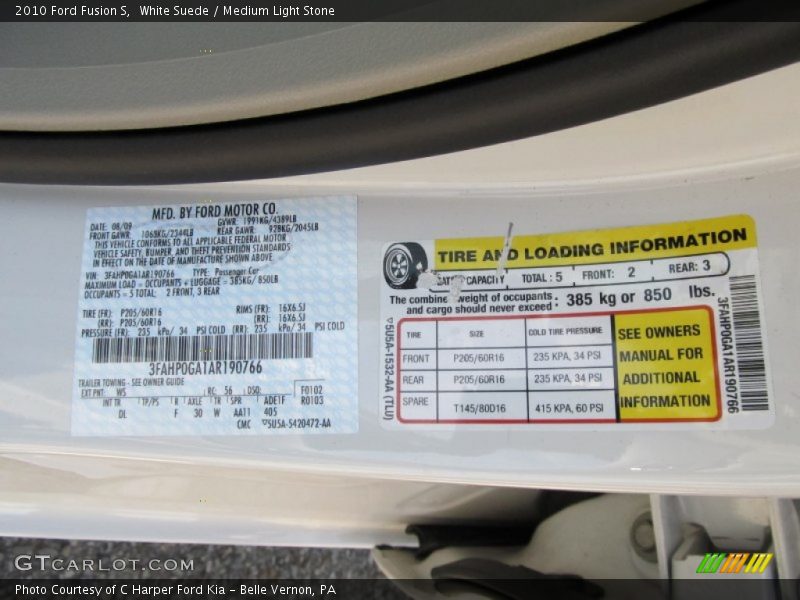 2010 Ford Fusion S,  White Suede / Medium Light Stone
MFD. BY FORD MOTOR CO.
DATE: 08/09 GVWR: 1991KG/4389LB
FRONT GAWR: 1063KG/2344LB REAR GAWR: 928KG/2045LB
THIS VEHICLE CONFORMS TO ALL APPLICABLE FEDERAL MOTOR
VEHICLE SAFETY, BUMPER, AND THEFT PREVENTION STANDARDS
IN EFFECT ON THE DATE OF MANUFACTURE SHOWN ABOVE.
VIN: 3FAHP0GA1AR190766 TYPE: Passenger Car
MAXIMUM LOAD = OCCUPANTS + LUGGAGE = 385KG/ 850LB
OCCUPANTS = 5 TOTAL: 2 FRONT, 3 REAR
TIRE (FR): P205/60R16 RIMS (FR): 16X6.5J
(RR): P205/60R16 (RR): 16X6.5J
PRESSURE (FR): 235 kPa/ 34 PSI COLD (RR): 235 kPa/ 34 PSI COLD
3FAHP0GA1AR190766
TRAILER TOWING - SEE OWNER GUIDE
EXT PNT: WS RC: 56 DSO: F0102
INT TR TP/PS R AXLE TR SPR ADETF R0103
DL F 30 W AA11 405
CMC ▽5U5A-5420472-AA
TIRE AND LOADING INFORMATION
SEATING CAPACITY TOTAL: 5 FRONT: 2 REAR: 3
The combined weight of occupants
and cargo should never exceed: 385 kg or 850 lbs.
TIRE SIZE COLD TIRE PRESSURE
FRONT P205/60R16 235 KPA, 34 PSI
REAR P205/60R16 235 KPA, 34 PSI
SPARE T145/80D16 415 KPA, 60 PSI
SEE OWNERS
MANUAL FOR
ADDITIONAL
INFORMATION
▽5U5A-1532-AA (TLU)
3FAHP0GA1AR190766
GTCARLOT.COM
Photo Courtesy of C Harper Ford Kia – Belle Vernon, PA